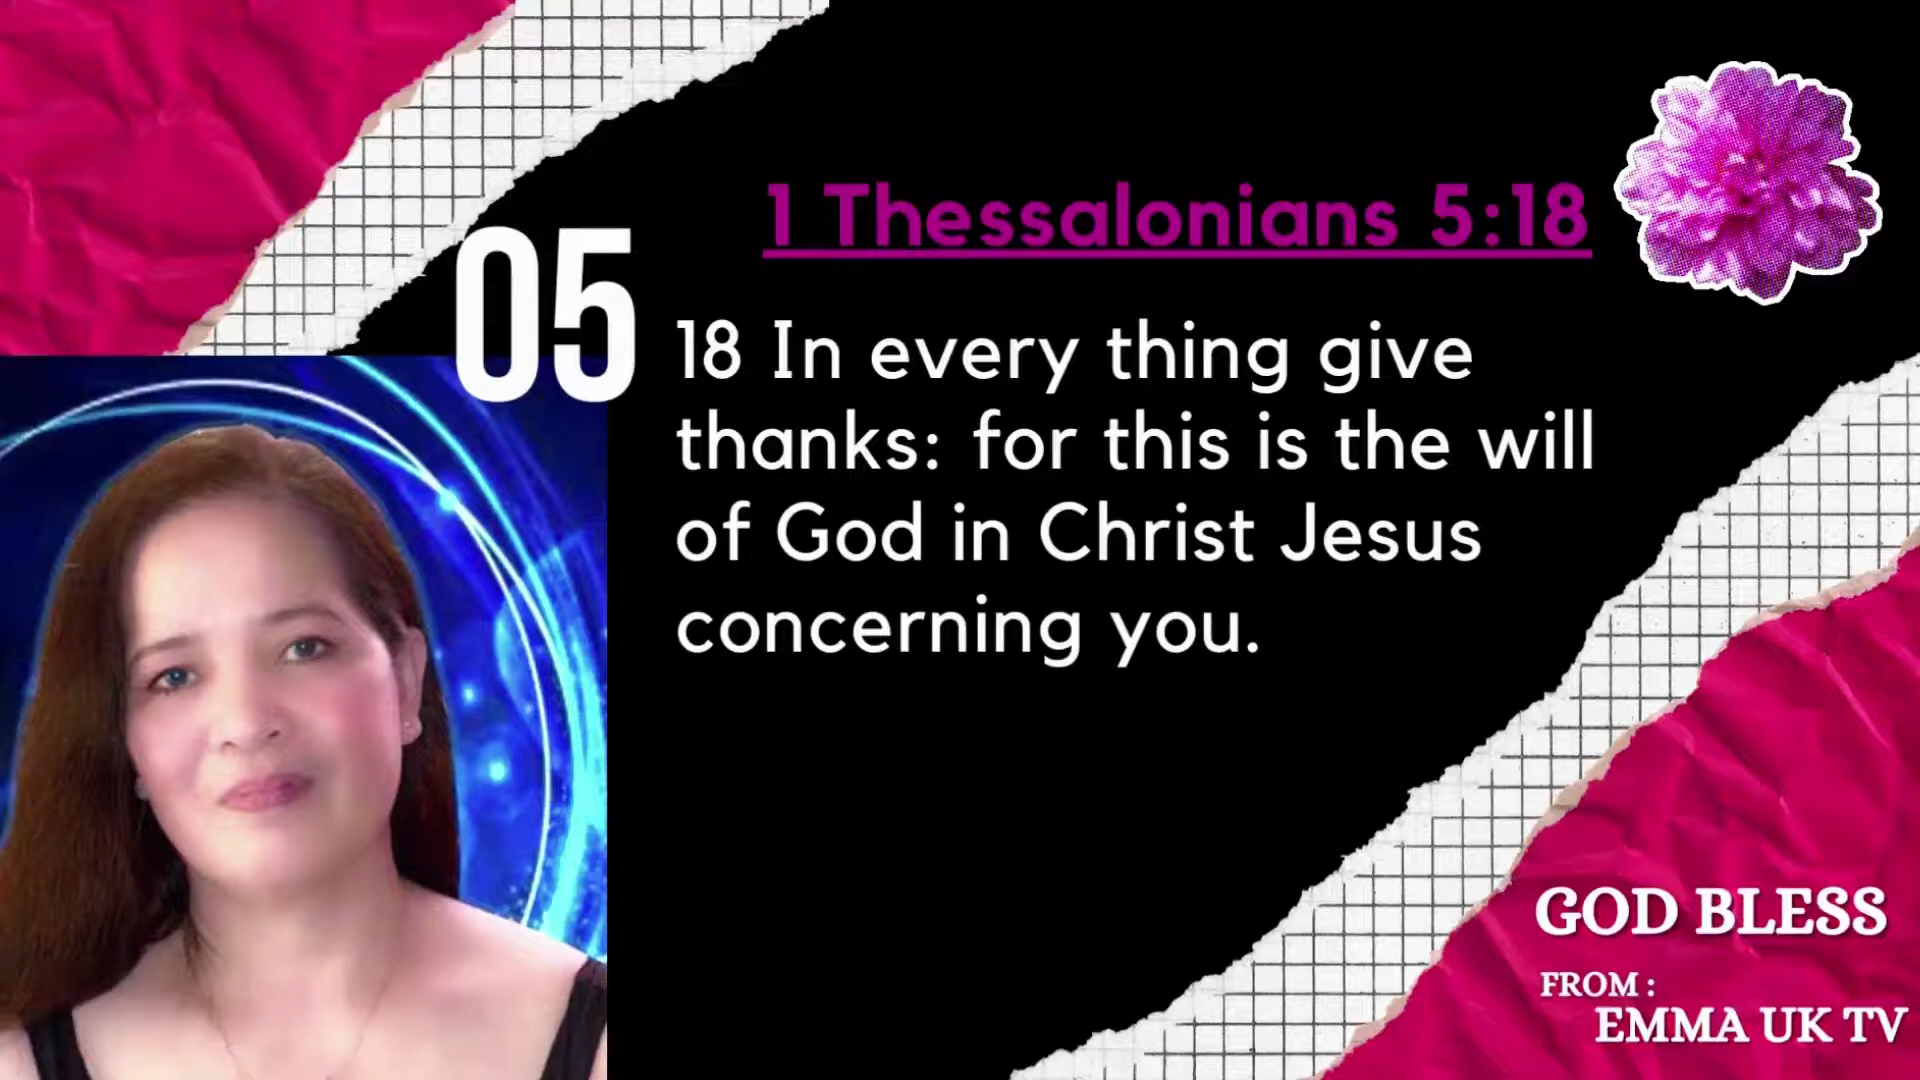 05
1 Thessalonians 5:18
18 In every thing give
thanks: for this is the will
of God in Christ Jesus
concerning you.
GOD BLESS
FROM :
EMMA UK TV